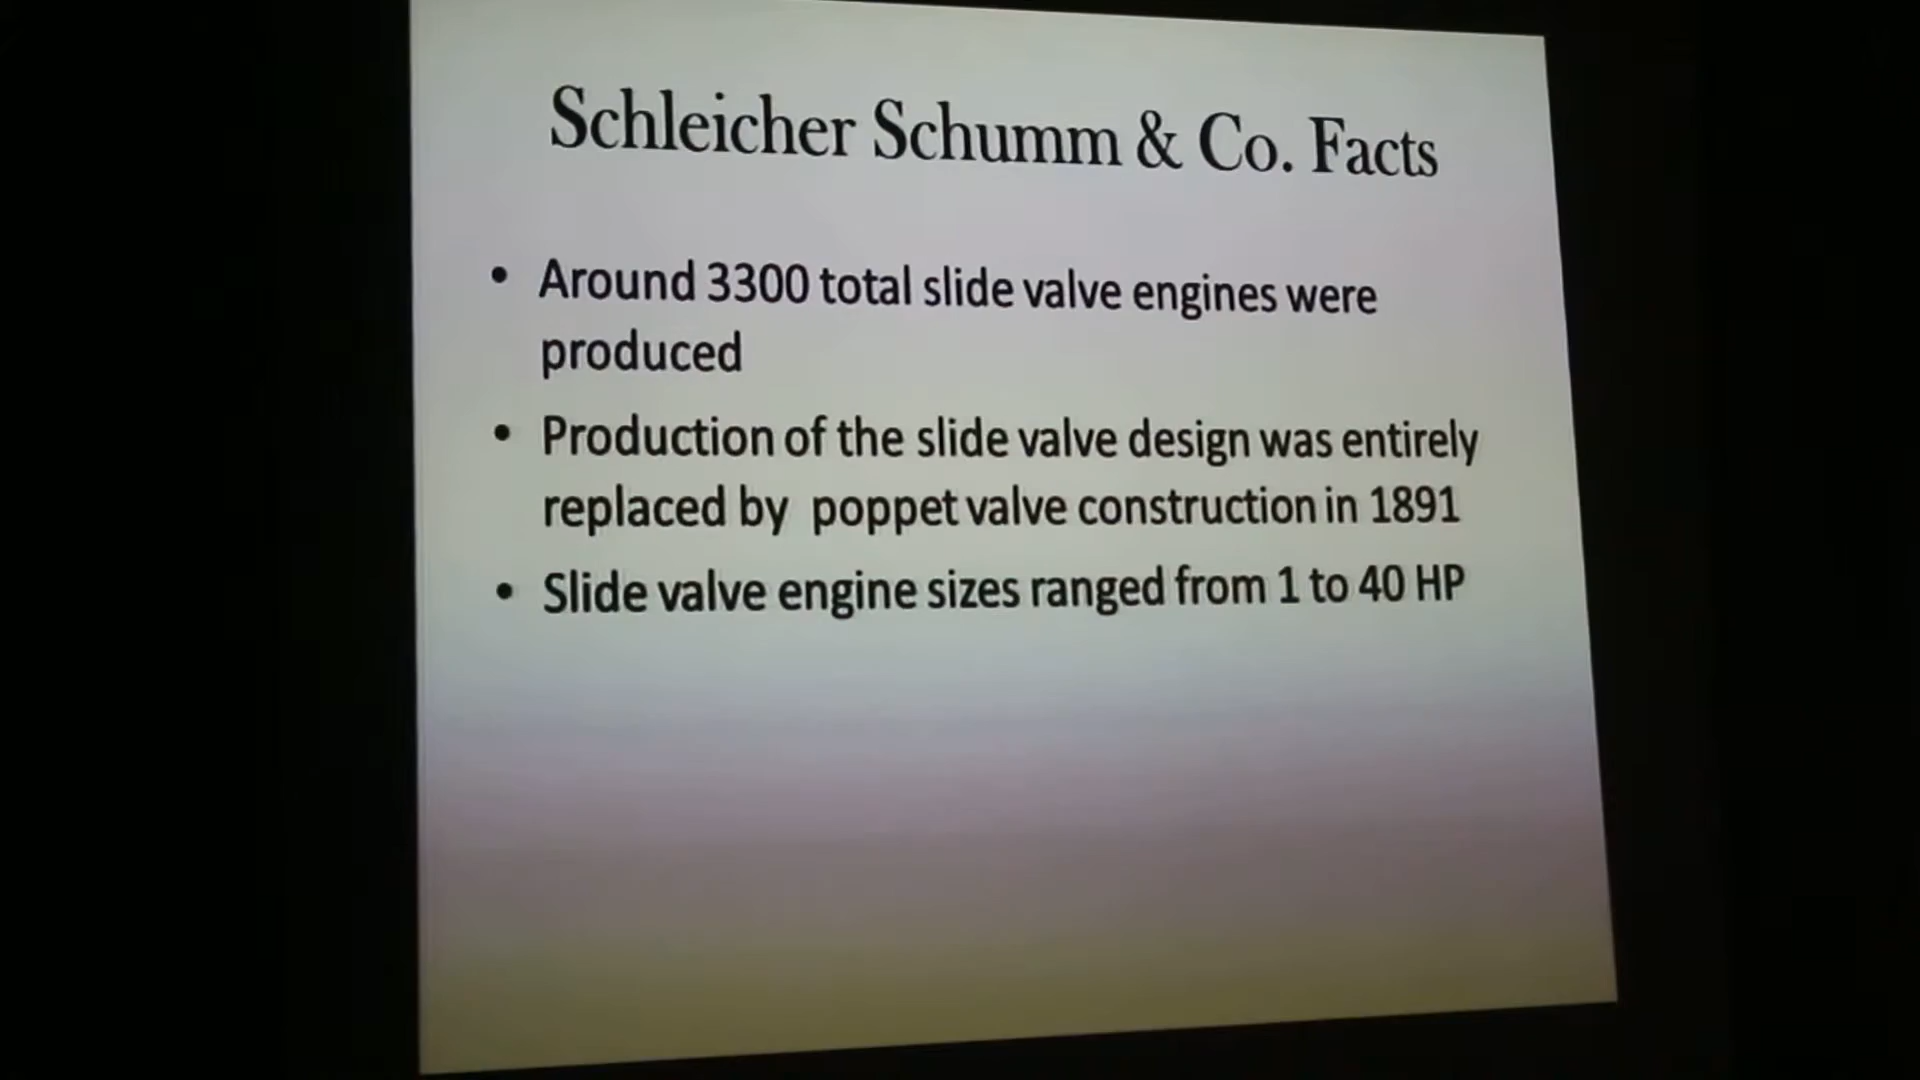 Schleicher Schumm & Co. Facts
• Around 3300 total slide valve engines were
produced
• Production of the slide valve design was entirely
replaced by poppet valve construction in 1891
• Slide valve engine sizes ranged from 1 to 40 HP